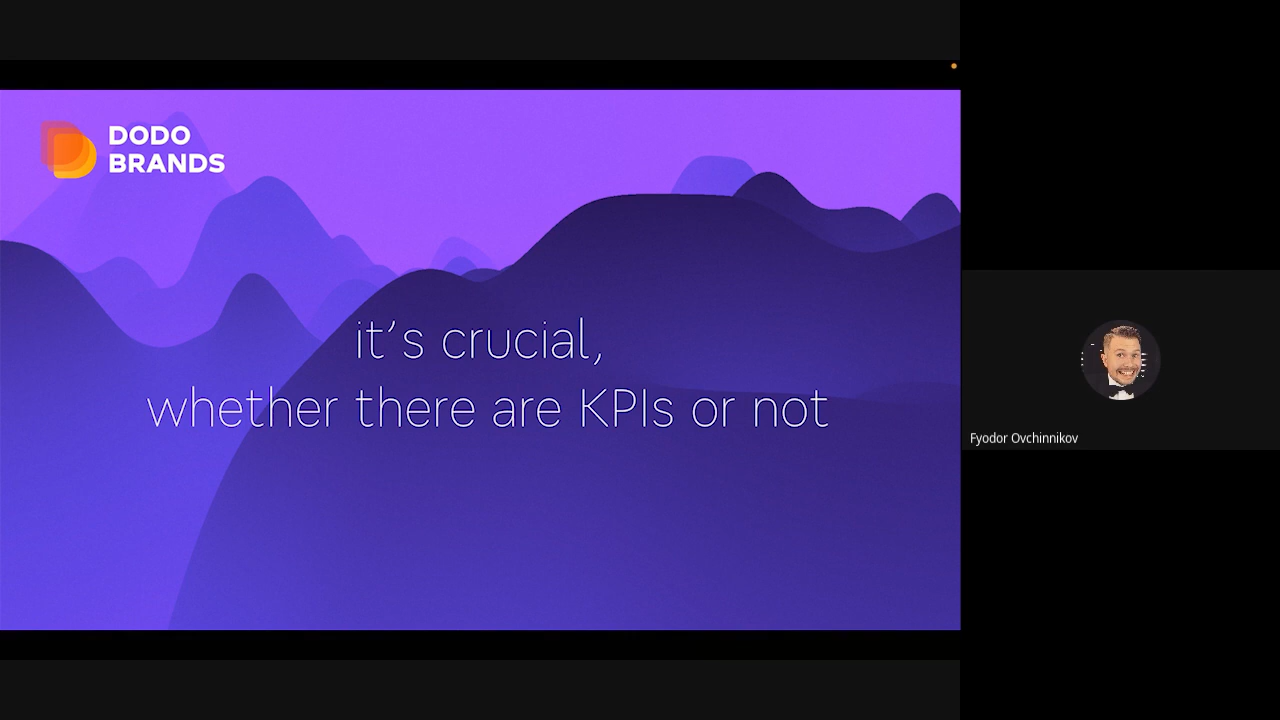 DODO
BRANDS
it's crucial,
whether there are KPIs or not
Fyodor Ovchinnikov